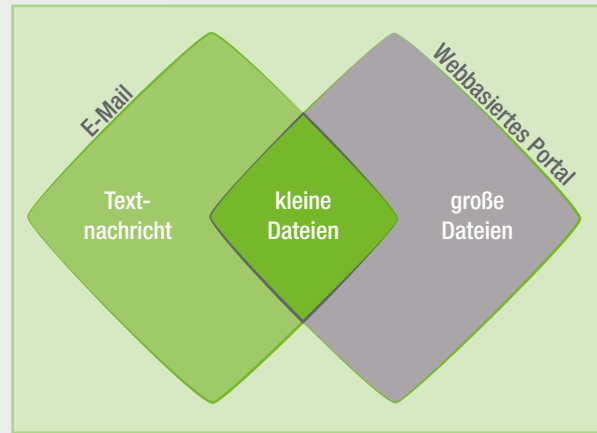 E-Mail
Webbasiertes Portal
Text-
nachricht
kleine
Dateien
große
Dateien